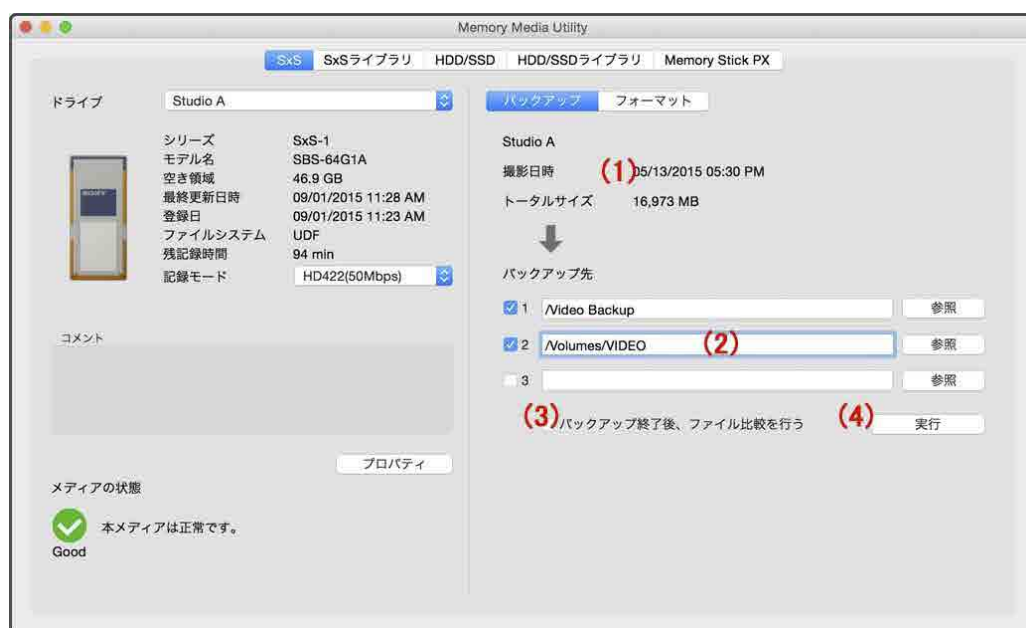 Memory Media Utility
SxS SxSライブラリ HDD/SSD HDD/SSDライブラリ Memory Stick PX
ドライブ Studio A
シリーズ SxS-1
モデル名 SBS-64G1A
空き領域 46.9 GB
最終更新日時 09/01/2015 11:28 AM
登録日 09/01/2015 11:23 AM
ファイルシステム UDF
残記録時間 94 min
記録モード HD422(50Mbps)
コメント
プロパティ
メディアの状態
本メディアは正常です。
Good
バックアップ フォーマット
Studio A
撮影日時 (1) 05/13/2015 05:30 PM
トータルサイズ 16,973 MB
バックアップ先
1 /Video Backup 参照
2 /Volumes/VIDEO (2) 参照
3 参照
(3) バックアップ終了後、ファイル比較を行う (4) 実行
SONY